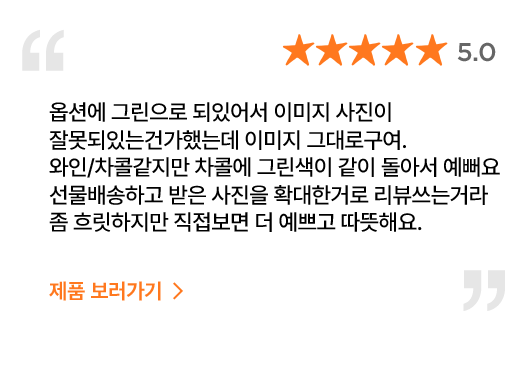 “
5.0
옵션에 그린으로 되있어서 이미지 사진이
잘못되있는건가했는데 이미지 그대로구여.
와인/차콜같지만 차콜에 그린색이 같이 돌아서 예뻐요
선물배송하고 받은 사진을 확대한거로 리뷰쓰는거라
좀 흐릿하지만 직접보면 더 예쁘고 따뜻해요.
제품 보러가기 >
”